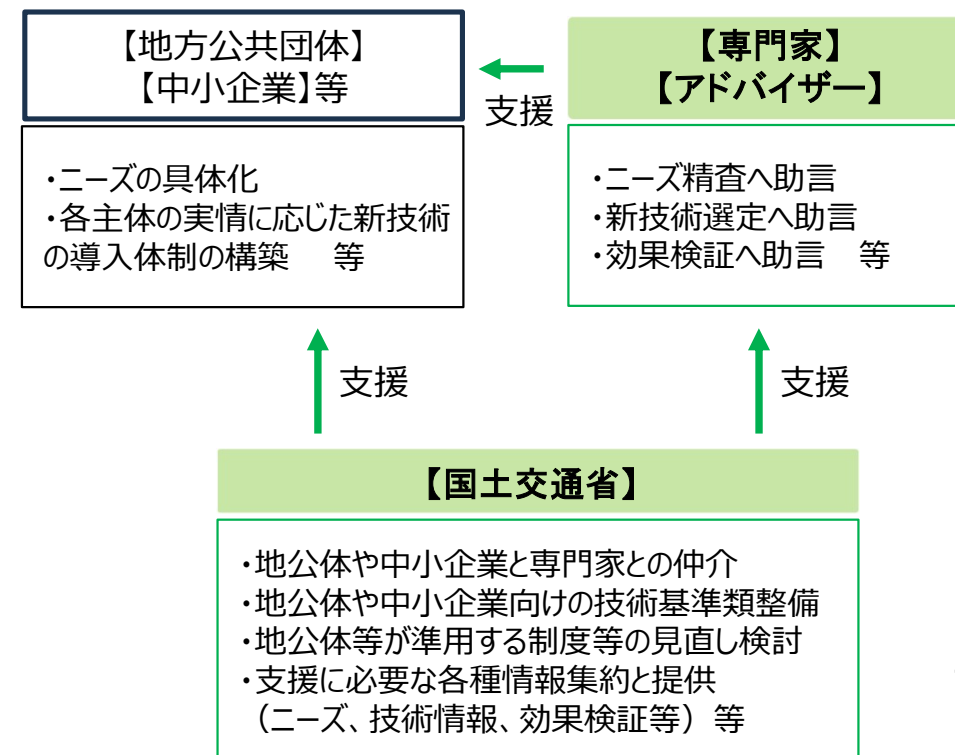 【地方公共団体】
【中小企業】等
・ニーズの具体化
・各主体の実情に応じた新技術
の導入体制の構築　等
支援
【専門家】
【アドバイザー】
・ニーズ精査へ助言
・新技術選定へ助言
・効果検証へ助言　等
支援
支援
【国土交通省】
・地公体や中小企業と専門家との仲介
・地公体や中小企業向けの技術基準類整備
・地公体等が準用する制度等の見直し検討
・支援に必要な各種情報集約と提供
（ニーズ、技術情報、効果検証等）等